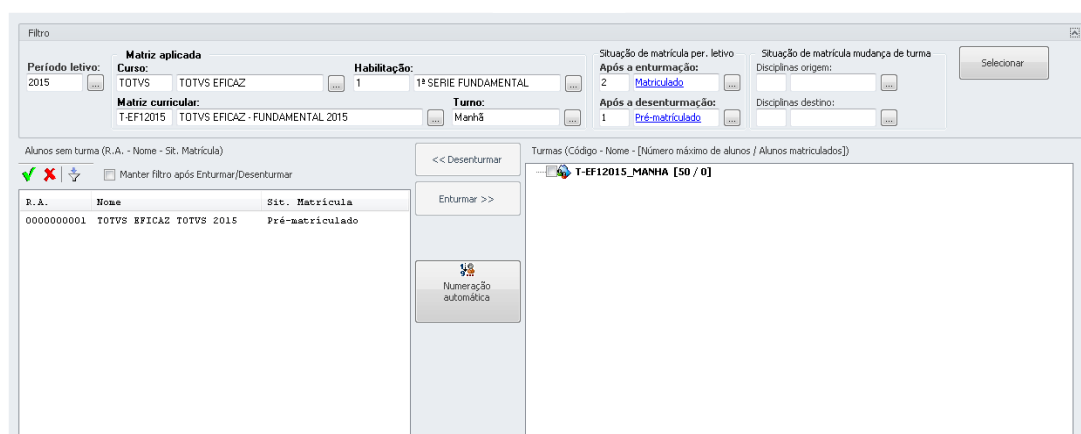 Filtro
Matriz aplicada
Período letivo:
Curso:
Habilitação:
2015
...
TOTVS
TOTVS EFICAZ
...
1
1ª SERIE FUNDAMENTAL
...
Matriz curricular:
Turno:
T-EF12015
TOTVS EFICAZ - FUNDAMENTAL 2015
...
Manhã
...
Situação de matrícula per. letivo
Após a enturmação:
2
Matriculado
...
Após a desenturmação:
1
Pré-matrículado
...
Situação de matrícula mudança de turma
Disciplinas origem:
...
Disciplinas destino:
...
Selecionar
Alunos sem turma (R.A. - Nome - Sit. Matrícula)
Manter filtro após Enturmar/Desenturmar
R.A. Nome Sit. Matrícula
0000000001 TOTVS EFICAZ TOTVS 2015 Pré-matriculado
<< Desenturmar
Enturmar >>
Numeração
automática
Turmas (Código - Nome - [Número máximo de alunos / Alunos matriculados])
T-EF12015_MANHA [50 / 0]